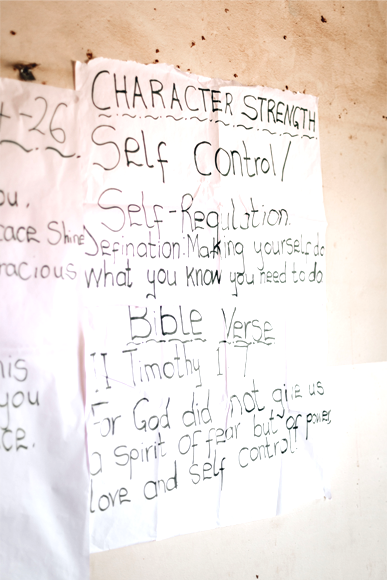 -26
ou,
face Shine
racious
his
you
ce.
CHARACTER STRENGTH
Self Control/
Self-Regulation
Defination:Making yourself do
what you know you need to do
Bible Verse
II Timothy 1 7
For God did not give us
a spirit of fear but of power,
love and self control.